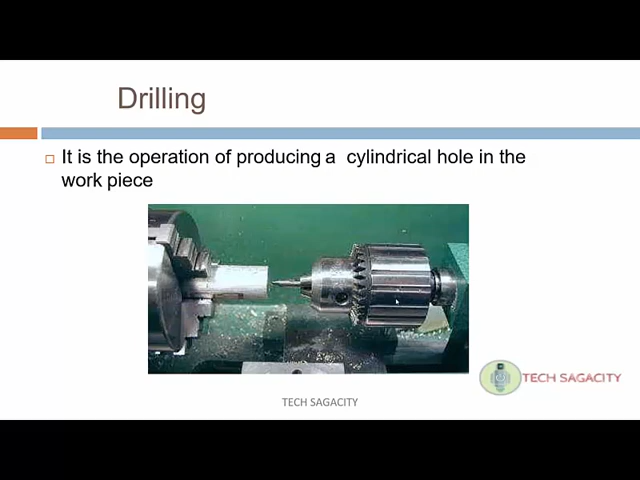 Drilling
It is the operation of producing a cylindrical hole in the
work piece
TECH SAGACITY
TECH SAGACITY